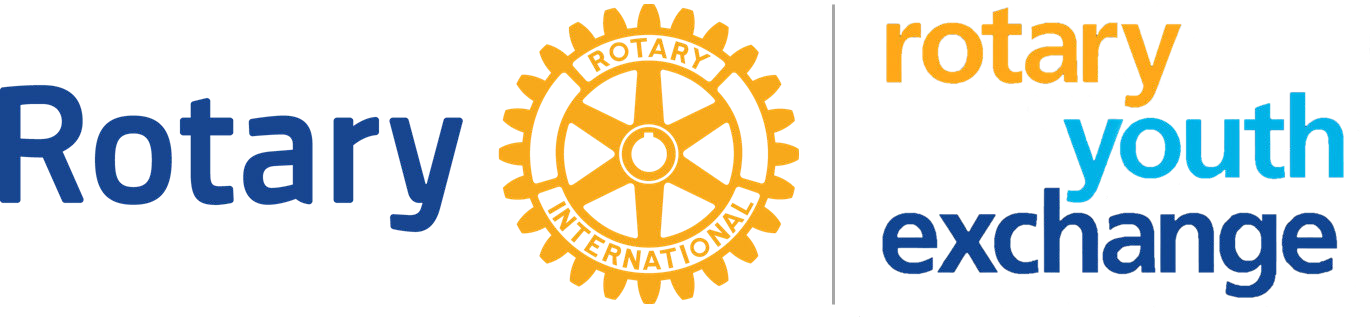 Rotary
ROTARY
INTERNATIONAL
rotary
youth
exchange